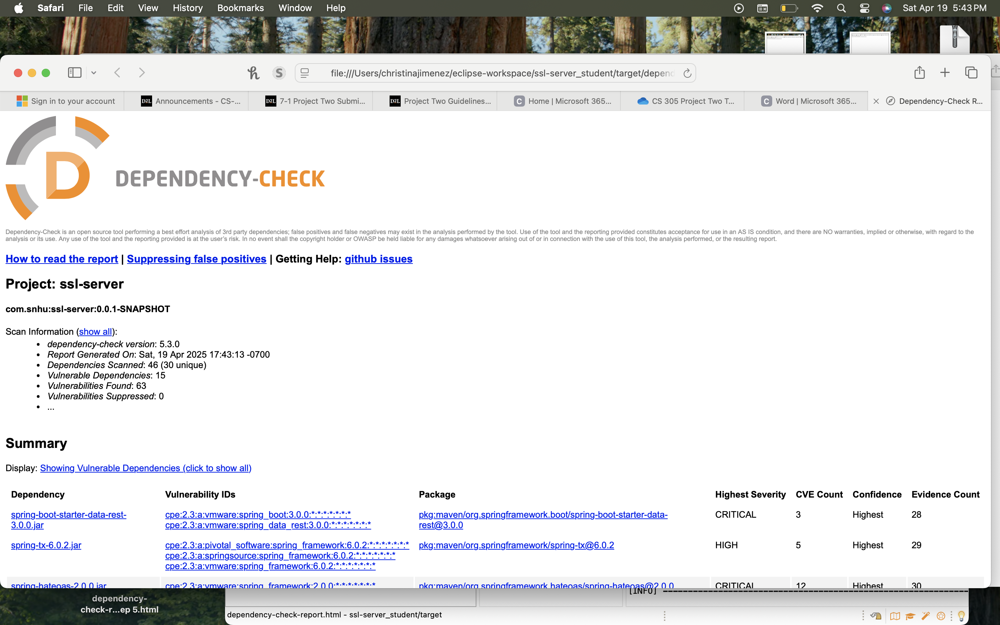 Safari File Edit View History Bookmarks Window Help Sat Apr 19 5:43 PM
S file:///Users/christinajimenez/eclipse-workspace/ssl-server_student/target/depend
Sign in to your account D2L Announcements - CS-... D2L 7-1 Project Two Submi... D2L Project Two Guidelines... C Home | Microsoft 365... CS 305 Project Two T... C Word | Microsoft 365... Dependency-Check R...
D DEPENDENCY-CHECK
Dependency-Check is an open source tool performing a best effort analysis of 3rd party dependencies; false positives and false negatives may exist in the analysis performed by the tool. Use of the tool and the reporting provided constitutes acceptance for use in an AS IS condition, and there are NO warranties, implied or otherwise, with regard to the
analysis or its use. Any use of the tool and the reporting provided is at the user's risk. In no event shall the copyright holder or OWASP be held liable for any damages whatsoever arising out of or in connection with the use of this tool, the analysis performed, or the resulting report.
How to read the report | Suppressing false positives | Getting Help: github issues
Project: ssl-server
com.snhu:ssl-server:0.0.1-SNAPSHOT
Scan Information (show all):
• dependency-check version: 5.3.0
• Report Generated On: Sat, 19 Apr 2025 17:43:13 -0700
• Dependencies Scanned: 46 (30 unique)
• Vulnerable Dependencies: 15
• Vulnerabilities Found: 63
• Vulnerabilities Suppressed: 0
• ...
Summary
Display: Showing Vulnerable Dependencies (click to show all)
Dependency Vulnerability IDs Package Highest Severity CVE Count Confidence Evidence Count
spring-boot-starter-data-rest- cpe:2.3:a:vmware:spring_boot:3.0.0:*:*:*:*:*:*:* pkg:maven/org.springframework.boot/spring-boot-starter-data- CRITICAL 3 Highest 28
3.0.0.jar cpe:2.3:a:vmware:spring_data_rest:3.0.0:*:*:*:*:*:*:* rest@3.0.0
spring-tx-6.0.2.jar cpe:2.3:a:pivotal_software:spring_framework:6.0.2:*:*:*:*:*:*:* pkg:maven/org.springframework/spring-tx@6.0.2 HIGH 5 Highest 29
cpe:2.3:a:springsource:spring_framework:6.0.2:*:*:*:*:*:*:*
cpe:2.3:a:vmware:spring_framework:6.0.2:*:*:*:*:*:*:*
spring-hateoas-2.0.0.jar cpe:2.3:a:vmware:spring_framework:2.0.0:*:*:*:*:*:*:* pkg:maven/org.springframework.hateoas/spring-hateoas@2.0.0 CRITICAL 12 Highest 30
[INFO] ------------------------------------------------------------------------
dependency-
check-r...ep 5.html
dependency-check-report.html - ssl-server_student/target